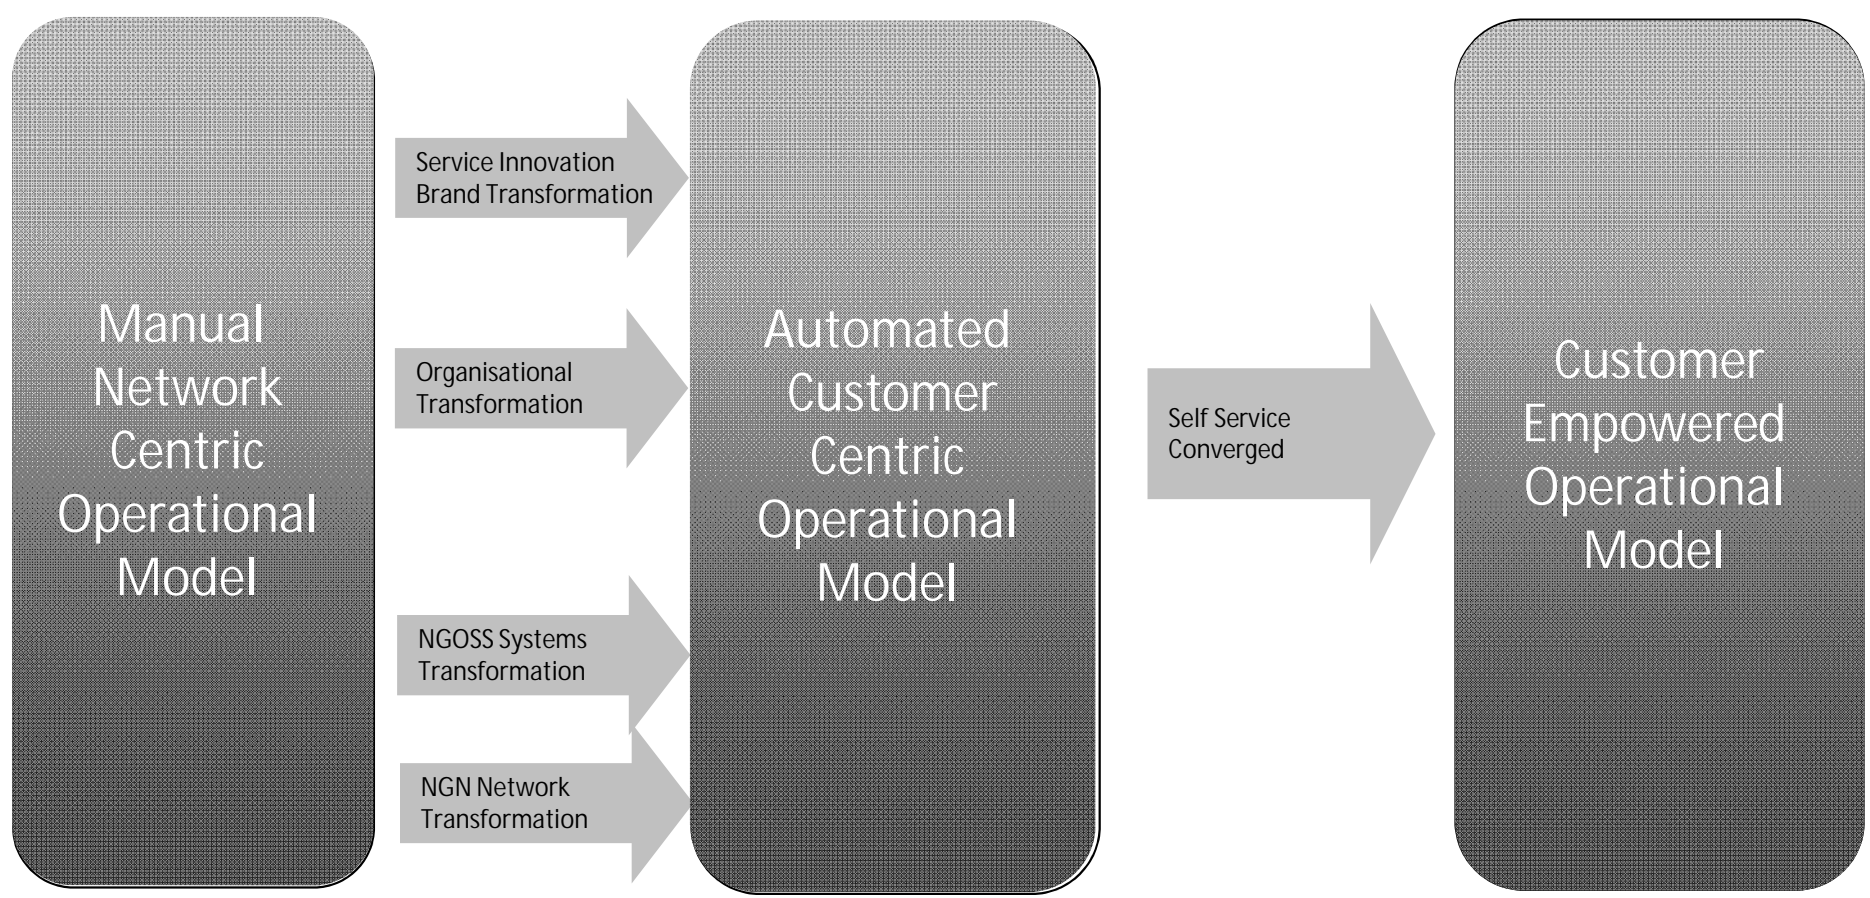 Manual
Network
Centric
Operational
Model
Service Innovation
Brand Transformation
Organisational
Transformation
NGOSS Systems
Transformation
NGN Network
Transformation
Automated
Customer
Centric
Operational
Model
Self Service
Converged
Customer
Empowered
Operational
Model